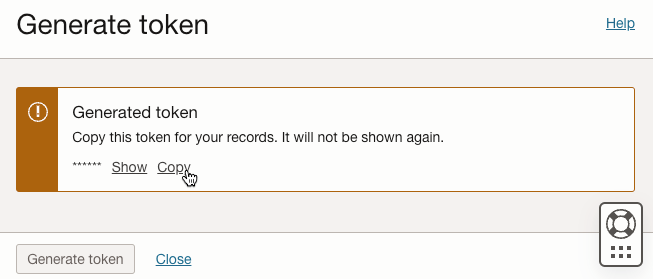 Generate token
Help
Generated token
Copy this token for your records. It will not be shown again.
****** Show Copy
Generate token Close